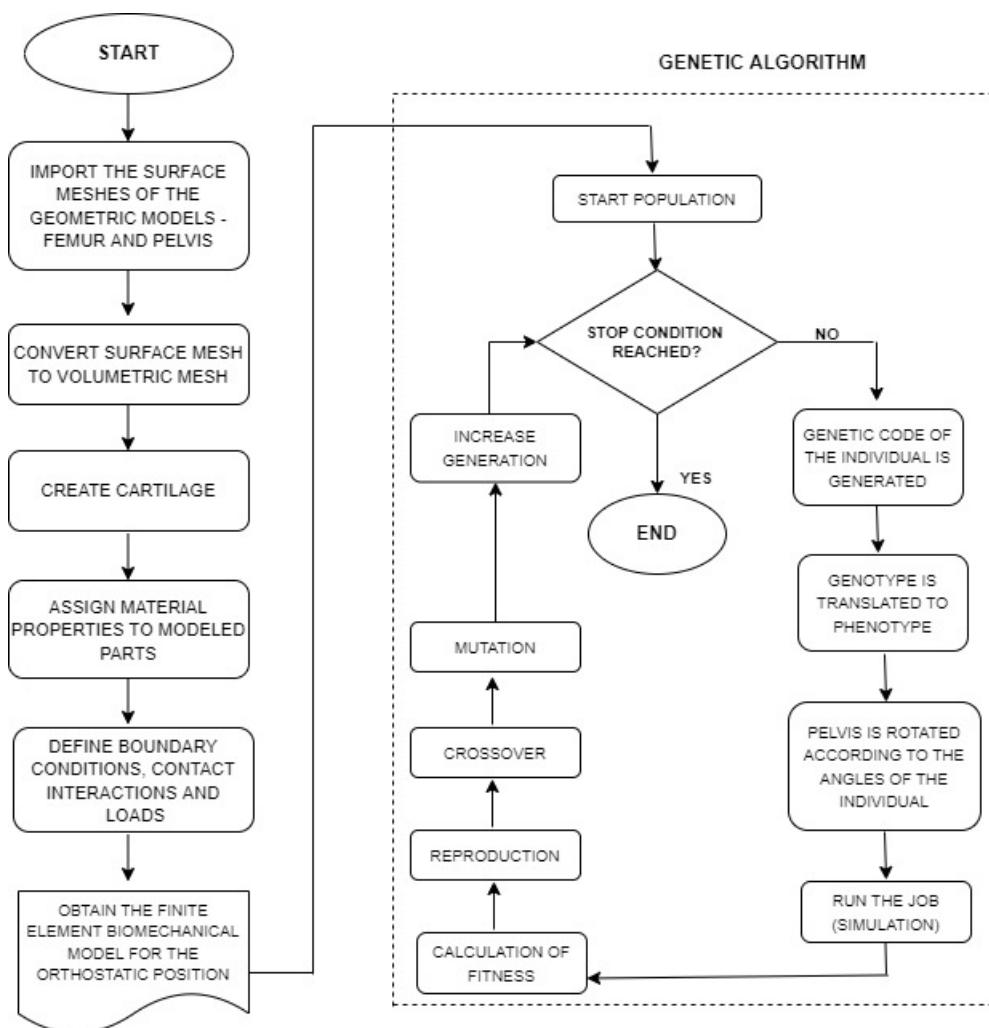 START
IMPORT THE SURFACE
MESHES OF THE
GEOMETRIC MODELS -
FEMUR AND PELVIS
CONVERT SURFACE MESH
TO VOLUMETRIC MESH
CREATE CARTILAGE
ASSIGN MATERIAL
PROPERTIES TO MODELED
PARTS
DEFINE BOUNDARY
CONDITIONS, CONTACT
INTERACTIONS AND
LOADS
OBTAIN THE FINITE
ELEMENT BIOMECHANICAL
MODEL FOR THE
ORTHOSTATIC POSITION
GENETIC ALGORITHM
START POPULATION
STOP CONDITION
REACHED?
NO
YES
END
GENETIC CODE OF
THE INDIVIDUAL IS
GENERATED
GENOTYPE IS
TRANSLATED TO
PHENOTYPE
PELVIS IS ROTATED
ACCORDING TO THE
ANGLES OF THE
INDIVIDUAL
RUN THE JOB
(SIMULATION)
CALCULATION OF
FITNESS
REPRODUCTION
CROSSOVER
MUTATION
INCREASE
GENERATION